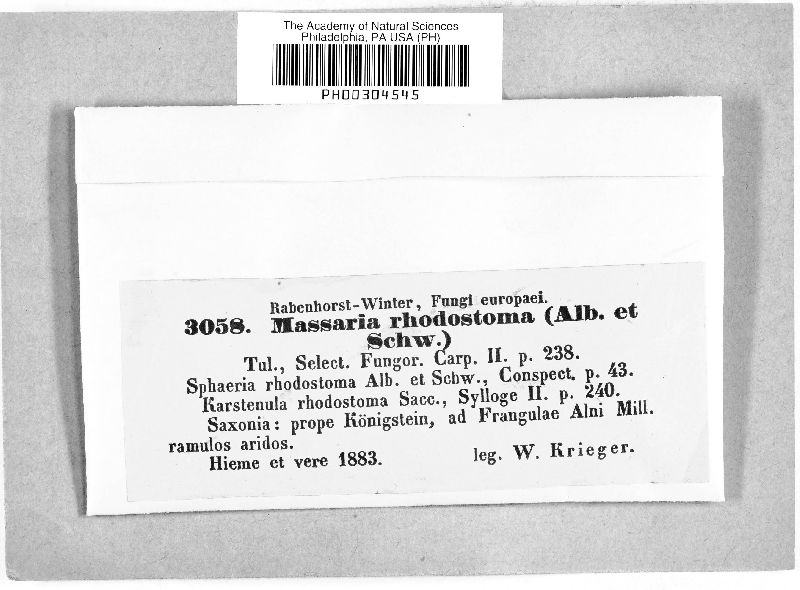 The Academy of Natural Sciences
Philadelphia, PA USA (PH)
PH00304545
Rabenhorst-Winter, Fungi europaei.
3058. Massaria rhodostoma (Alb. et
Schw.)
Tul., Select. Fungor. Carp. II. p. 238.
Sphaeria rhodostoma Alb. et Schw., Conspect. p. 43.
Karstenula rhodostoma Sacc., Sylloge II. p. 240.
Saxonia: prope Königstein, ad Frangulae Alni Mill.
ramulos aridos.
Hieme et vere 1883. leg. W. Krieger.